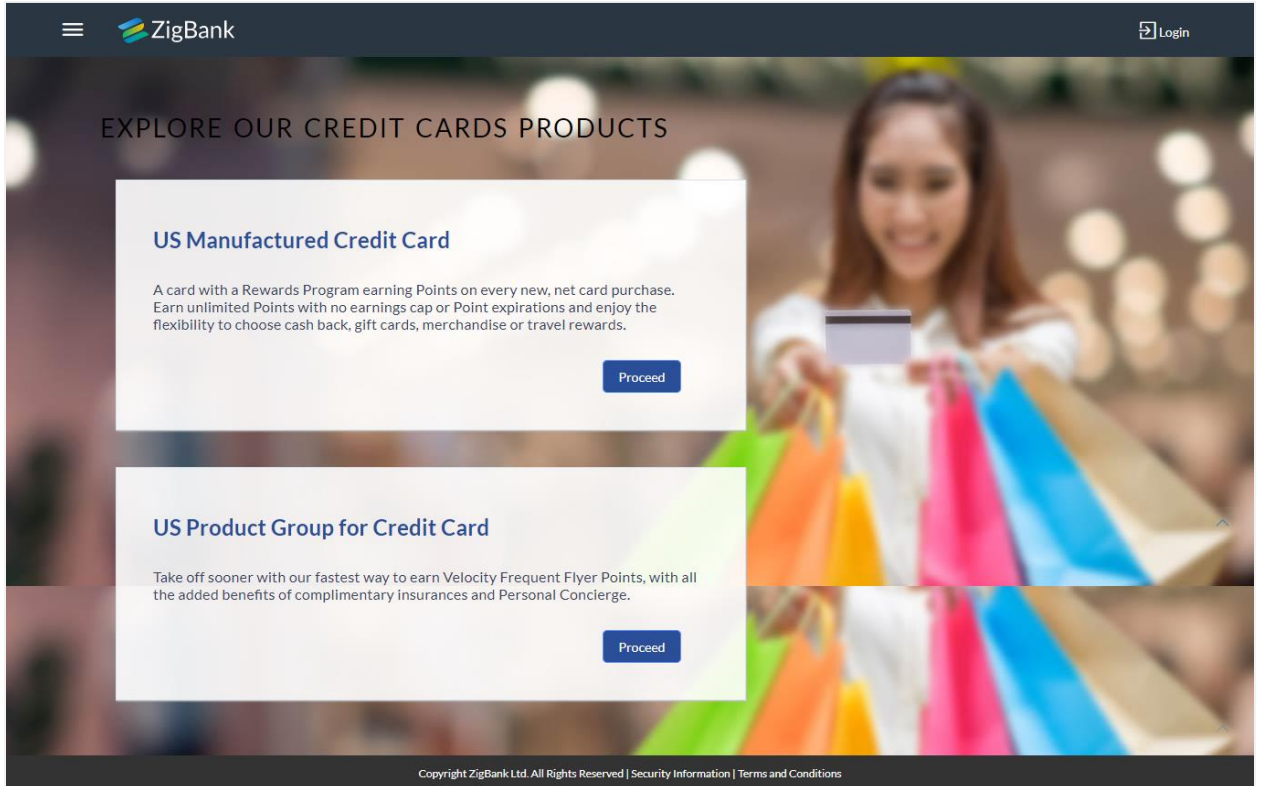 ZigBank
Login
EXPLORE OUR CREDIT CARDS PRODUCTS
US Manufactured Credit Card
A card with a Rewards Program earning Points on every new, net card purchase.
Earn unlimited Points with no earnings cap or Point expirations and enjoy the
flexibility to choose cash back, gift cards, merchandise or travel rewards.
Proceed
US Product Group for Credit Card
Take off sooner with our fastest way to earn Velocity Frequent Flyer Points, with all
the added benefits of complimentary insurances and Personal Concierge.
Proceed
Copyright ZigBank Ltd. All Rights Reserved | Security Information | Terms and Conditions